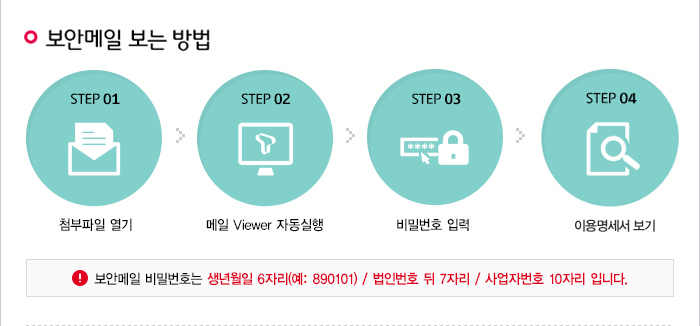 보안메일 보는 방법
STEP 01
STEP 02
STEP 03
STEP 04
****
첨부파일 열기
메일 Viewer 자동실행
비밀번호 입력
이용명세서 보기
보안메일 비밀번호는 생년월일 6자리(예: 890101) / 법인번호 뒤 7자리 / 사업자번호 10자리 입니다.